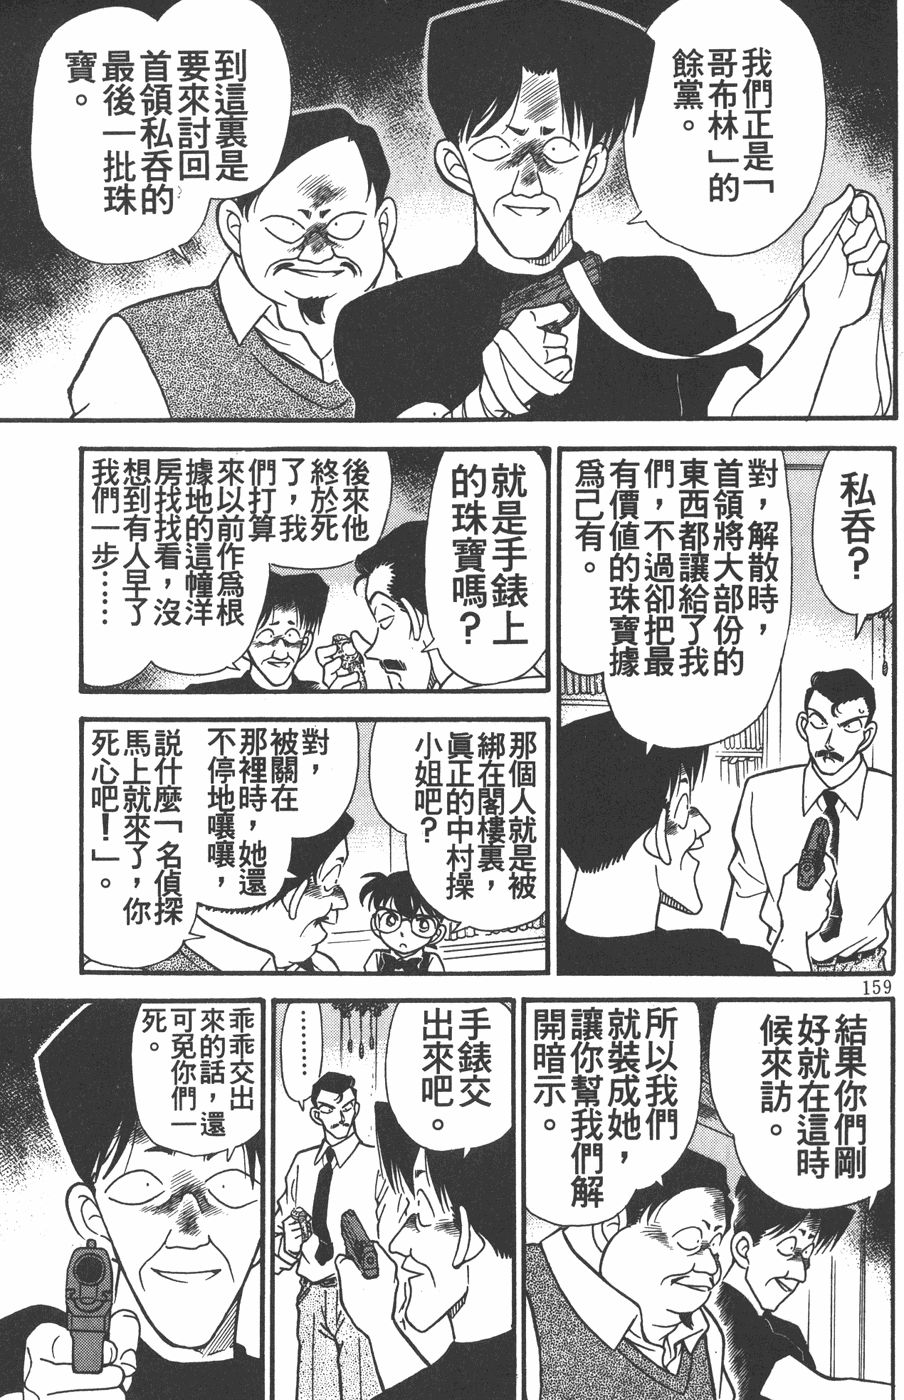 我們正是「
哥布林」的
餘黨。
到這裏是
要來討回
首領私吞的
最後一批珠
寶。
私吞？
對，解散時，
首領將大部份的
東西都讓給了我
們，不過卻把最
有價值的珠寶據
爲己有。
就是手錶上
的珠寶嗎？
後來他
終於死
了，我
們打算
來以前作爲根
據地的這幢洋
房找找看，沒
想到有人早了
我們一步……
那個人就是被
綁在閣樓裏，
眞正的中村操
小姐吧？
對，
被關在
那裡時，她還
不停地嚷嚷，
說什麼「名偵探
馬上就來了，你
死心吧！」。
159
結果你們剛
好就在這時
候來訪。
所以我們
就裝成她，
讓你幫我們解
開暗示。
手錶交
出來吧。
………
乖乖交出
來的話，還
可免你們一
死。